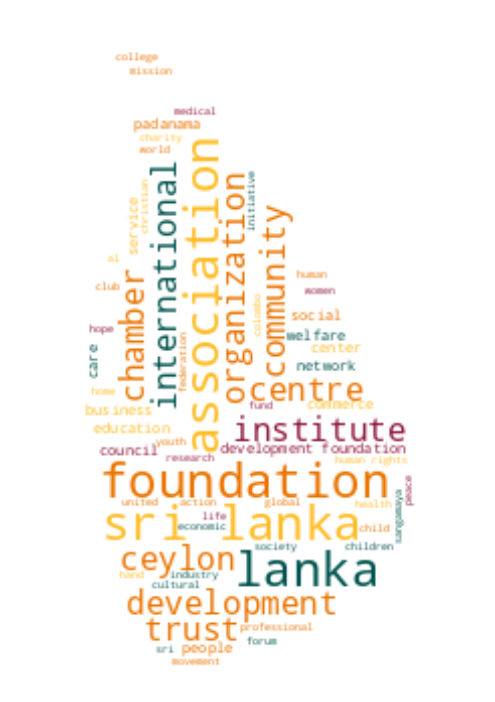 college
mission
medical
padanama
charity
world
association
international
organization
initiative
christian
service
community
al
human
club
chamber
women
colombo
social
hope
welfare
federation
care
center
network
home
centre
fund
commerce
business
education
institute
youth
council
development foundation
research
human rights
foundation
peace
united
action
global
health
sangamaya
life
sri lanka
economic
child
society
children
ceylon
lanka
hand
industry
cultural
development
trust
professional
forum
sri
people
movement